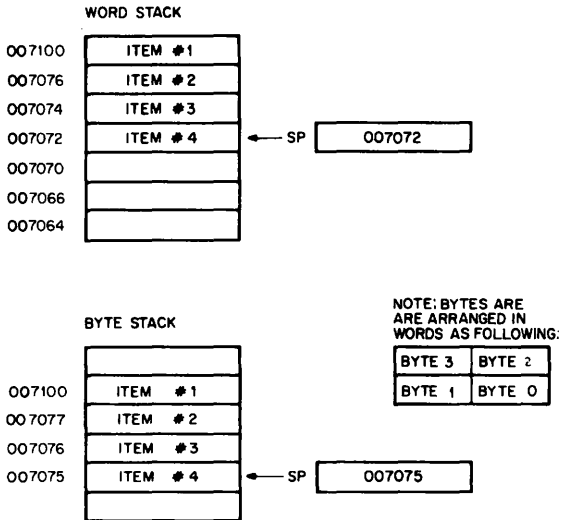 WORD STACK
007100 ITEM #1
007076 ITEM #2
007074 ITEM #3
007072 ITEM #4 SP 007072
007070
007066
007064
NOTE: BYTES ARE
ARE ARRANGED IN
WORDS AS FOLLOWING:
BYTE 3 BYTE 2
BYTE 1 BYTE 0
BYTE STACK
007100 ITEM #1
007077 ITEM #2
007076 ITEM #3
007075 ITEM #4 SP 007075